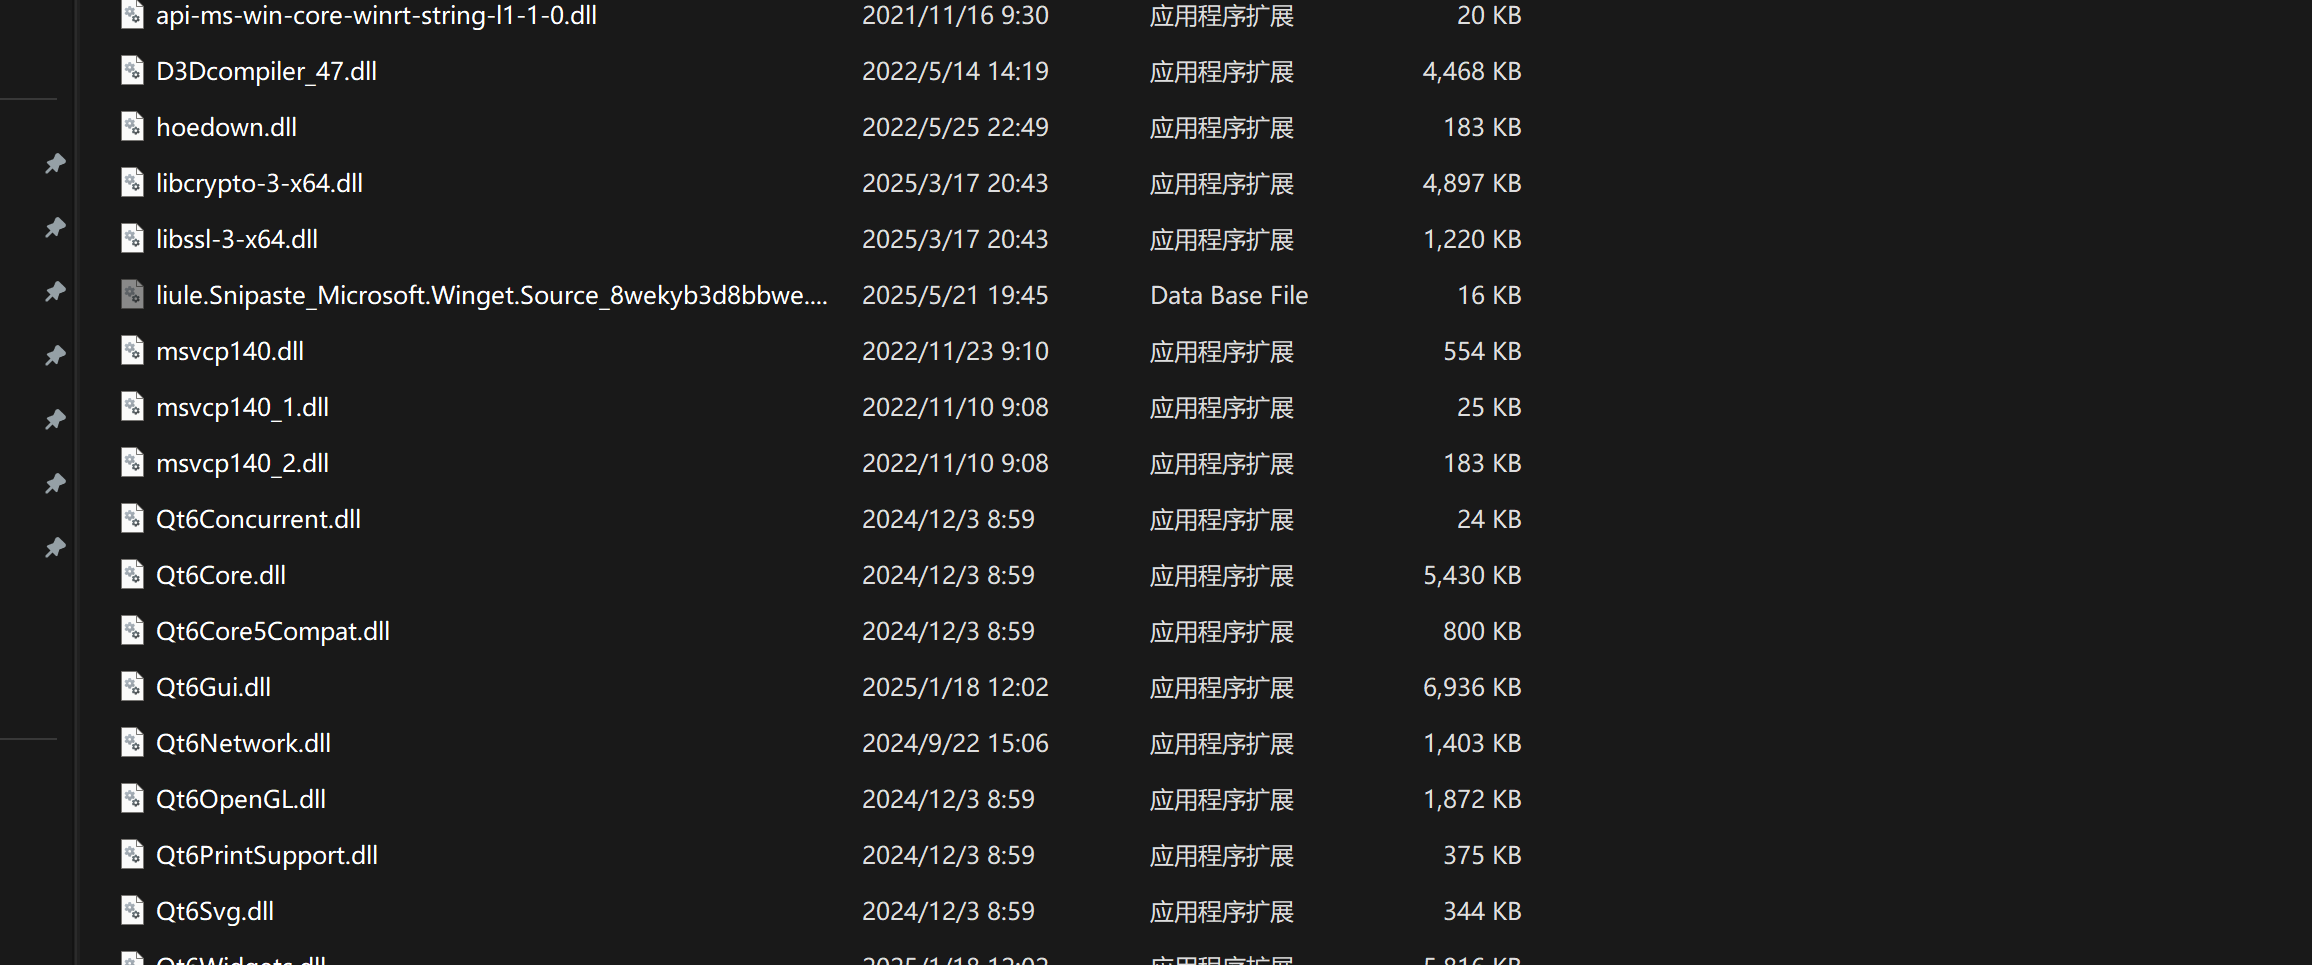 api-ms-win-core-winrt-string-l1-1-0.dll 2021/11/16 9:30 应用程序扩展 20 KB
D3Dcompiler_47.dll 2022/5/14 14:19 应用程序扩展 4,468 KB
hoedown.dll 2022/5/25 22:49 应用程序扩展 183 KB
libcrypto-3-x64.dll 2025/3/17 20:43 应用程序扩展 4,897 KB
libssl-3-x64.dll 2025/3/17 20:43 应用程序扩展 1,220 KB
liule.Snipaste_Microsoft.Winget.Source_8wekyb3d8bbwe.... 2025/5/21 19:45 Data Base File 16 KB
msvcp140.dll 2022/11/23 9:10 应用程序扩展 554 KB
msvcp140_1.dll 2022/11/10 9:08 应用程序扩展 25 KB
msvcp140_2.dll 2022/11/10 9:08 应用程序扩展 183 KB
Qt6Concurrent.dll 2024/12/3 8:59 应用程序扩展 24 KB
Qt6Core.dll 2024/12/3 8:59 应用程序扩展 5,430 KB
Qt6Core5Compat.dll 2024/12/3 8:59 应用程序扩展 800 KB
Qt6Gui.dll 2025/1/18 12:02 应用程序扩展 6,936 KB
Qt6Network.dll 2024/9/22 15:06 应用程序扩展 1,403 KB
Qt6OpenGL.dll 2024/12/3 8:59 应用程序扩展 1,872 KB
Qt6PrintSupport.dll 2024/12/3 8:59 应用程序扩展 375 KB
Qt6Svg.dll 2024/12/3 8:59 应用程序扩展 344 KB
Qt6Widgets.dll 2025/1/18 12:02 应用程序扩展 KB